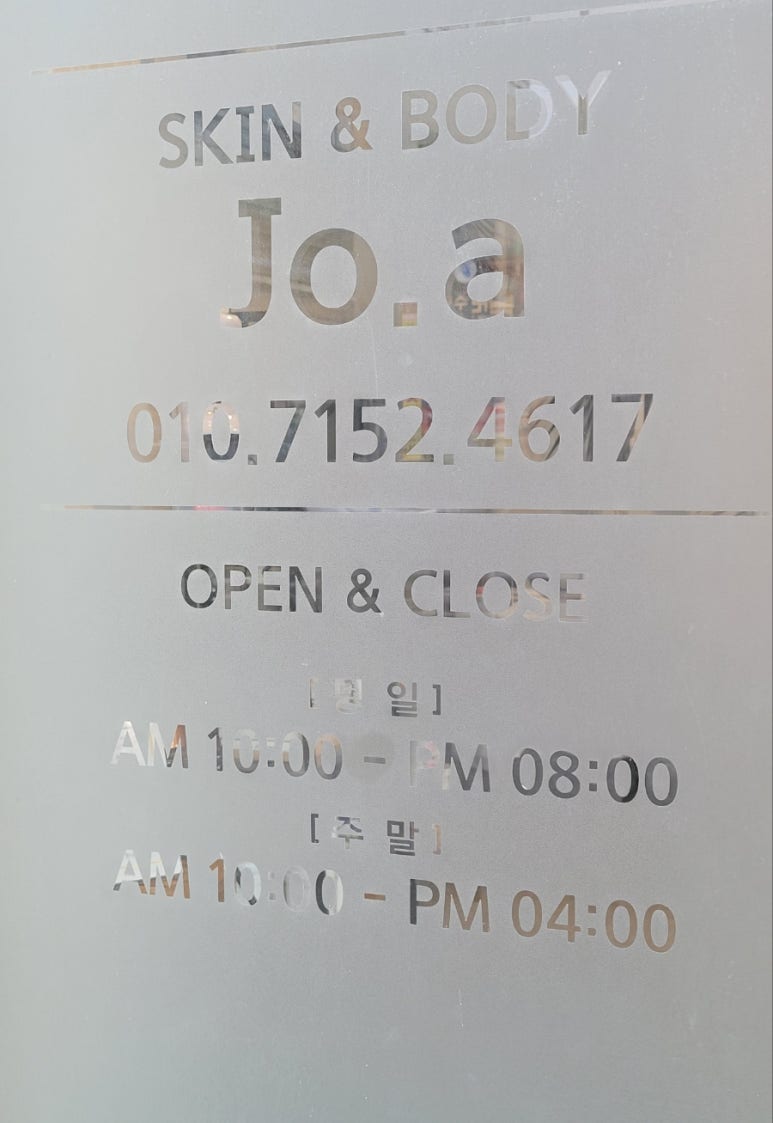 SKIN & BODY
Jo.a
010.7152.4617
OPEN & CLOSE
[평 일]
AM 10:00 - PM 08:00
[주 말]
AM 10:00 - PM 04:00